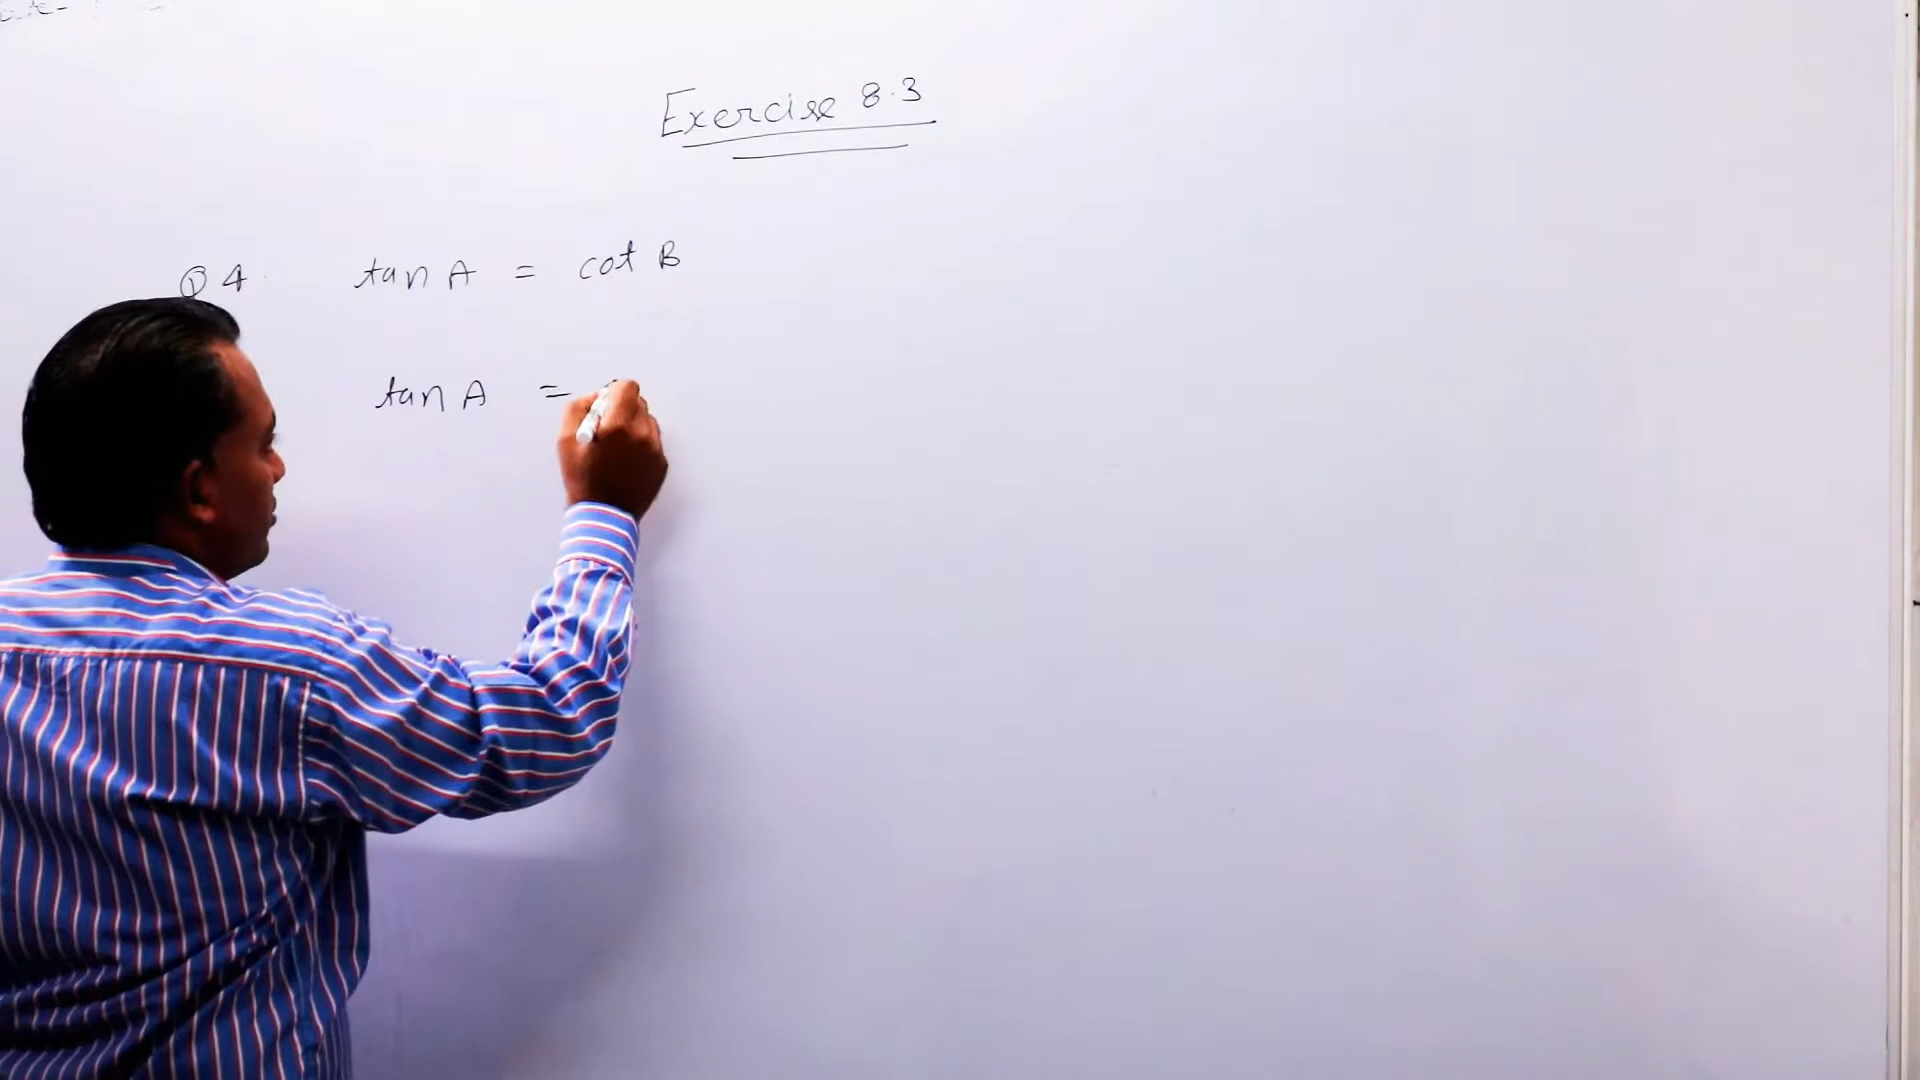 Exercise 8.3
Q4 tan A = cot B
tan A =